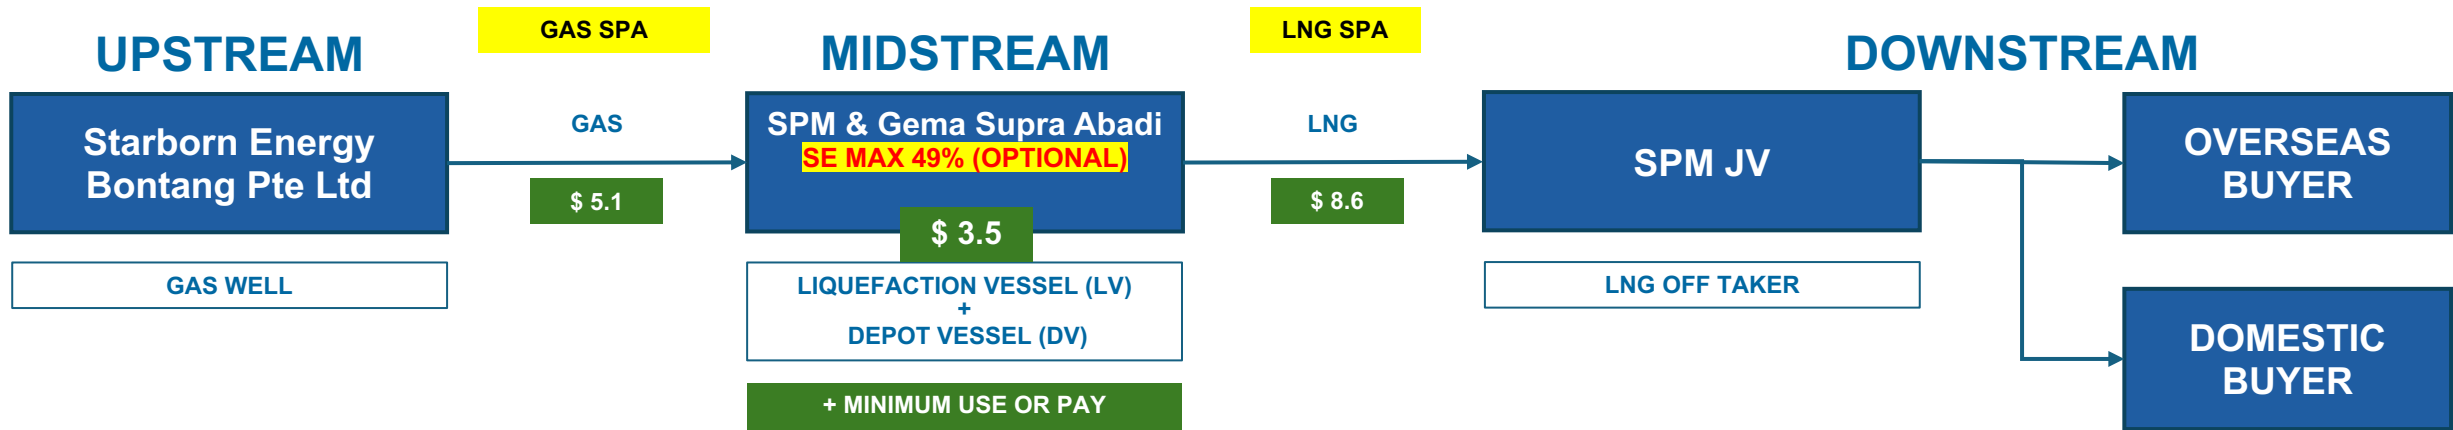 GAS SPA
LNG SPA
UPSTREAM
MIDSTREAM
DOWNSTREAM
Starborn Energy
Bontang Pte Ltd
GAS
$ 5.1
SPM & Gema Supra Abadi
SE MAX 49% (OPTIONAL)
$ 3.5
LNG
$ 8.6
SPM JV
OVERSEAS
BUYER
GAS WELL
LIQUEFACTION VESSEL (LV)
+
DEPOT VESSEL (DV)
LNG OFF TAKER
DOMESTIC
BUYER
+ MINIMUM USE OR PAY